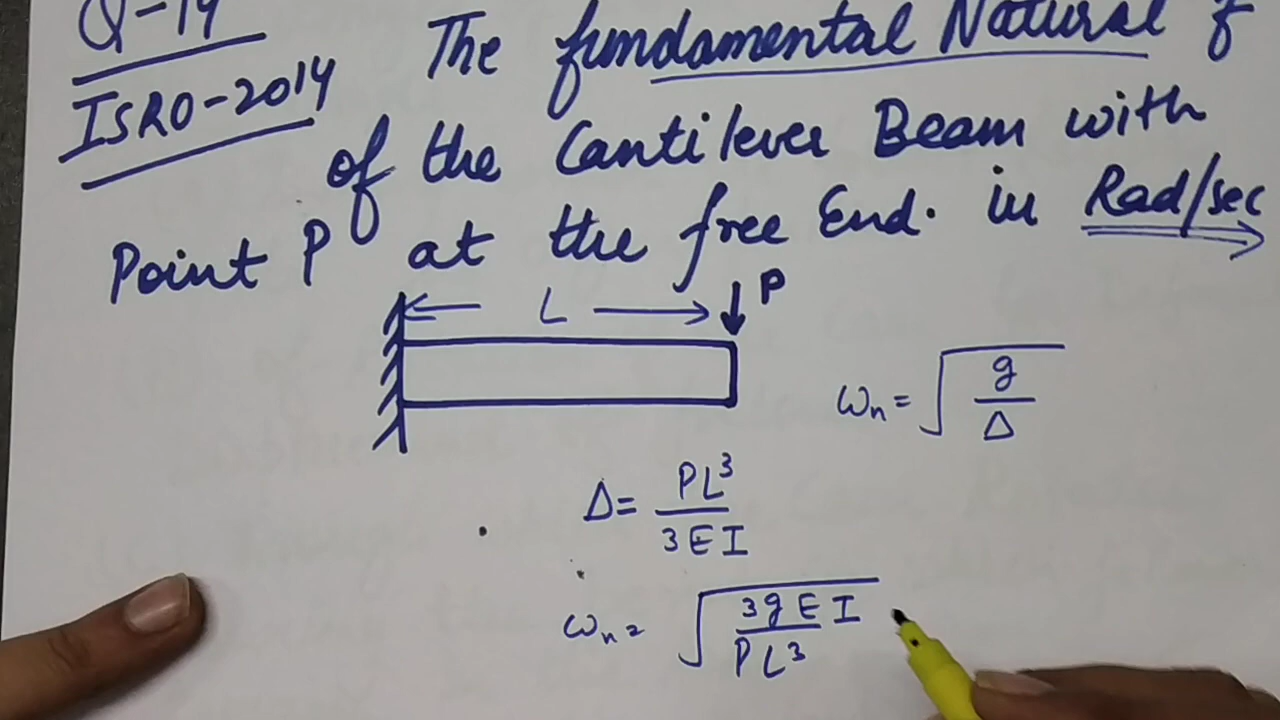 Q-14
The fundamental Natural f
ISRO-2014
of the Cantilever Beam with
Point P at the free End. in Rad/sec
L
P
ωn = √(g/Δ)
Δ = PL³/3EI
ωn = √(3gEI/PL³)